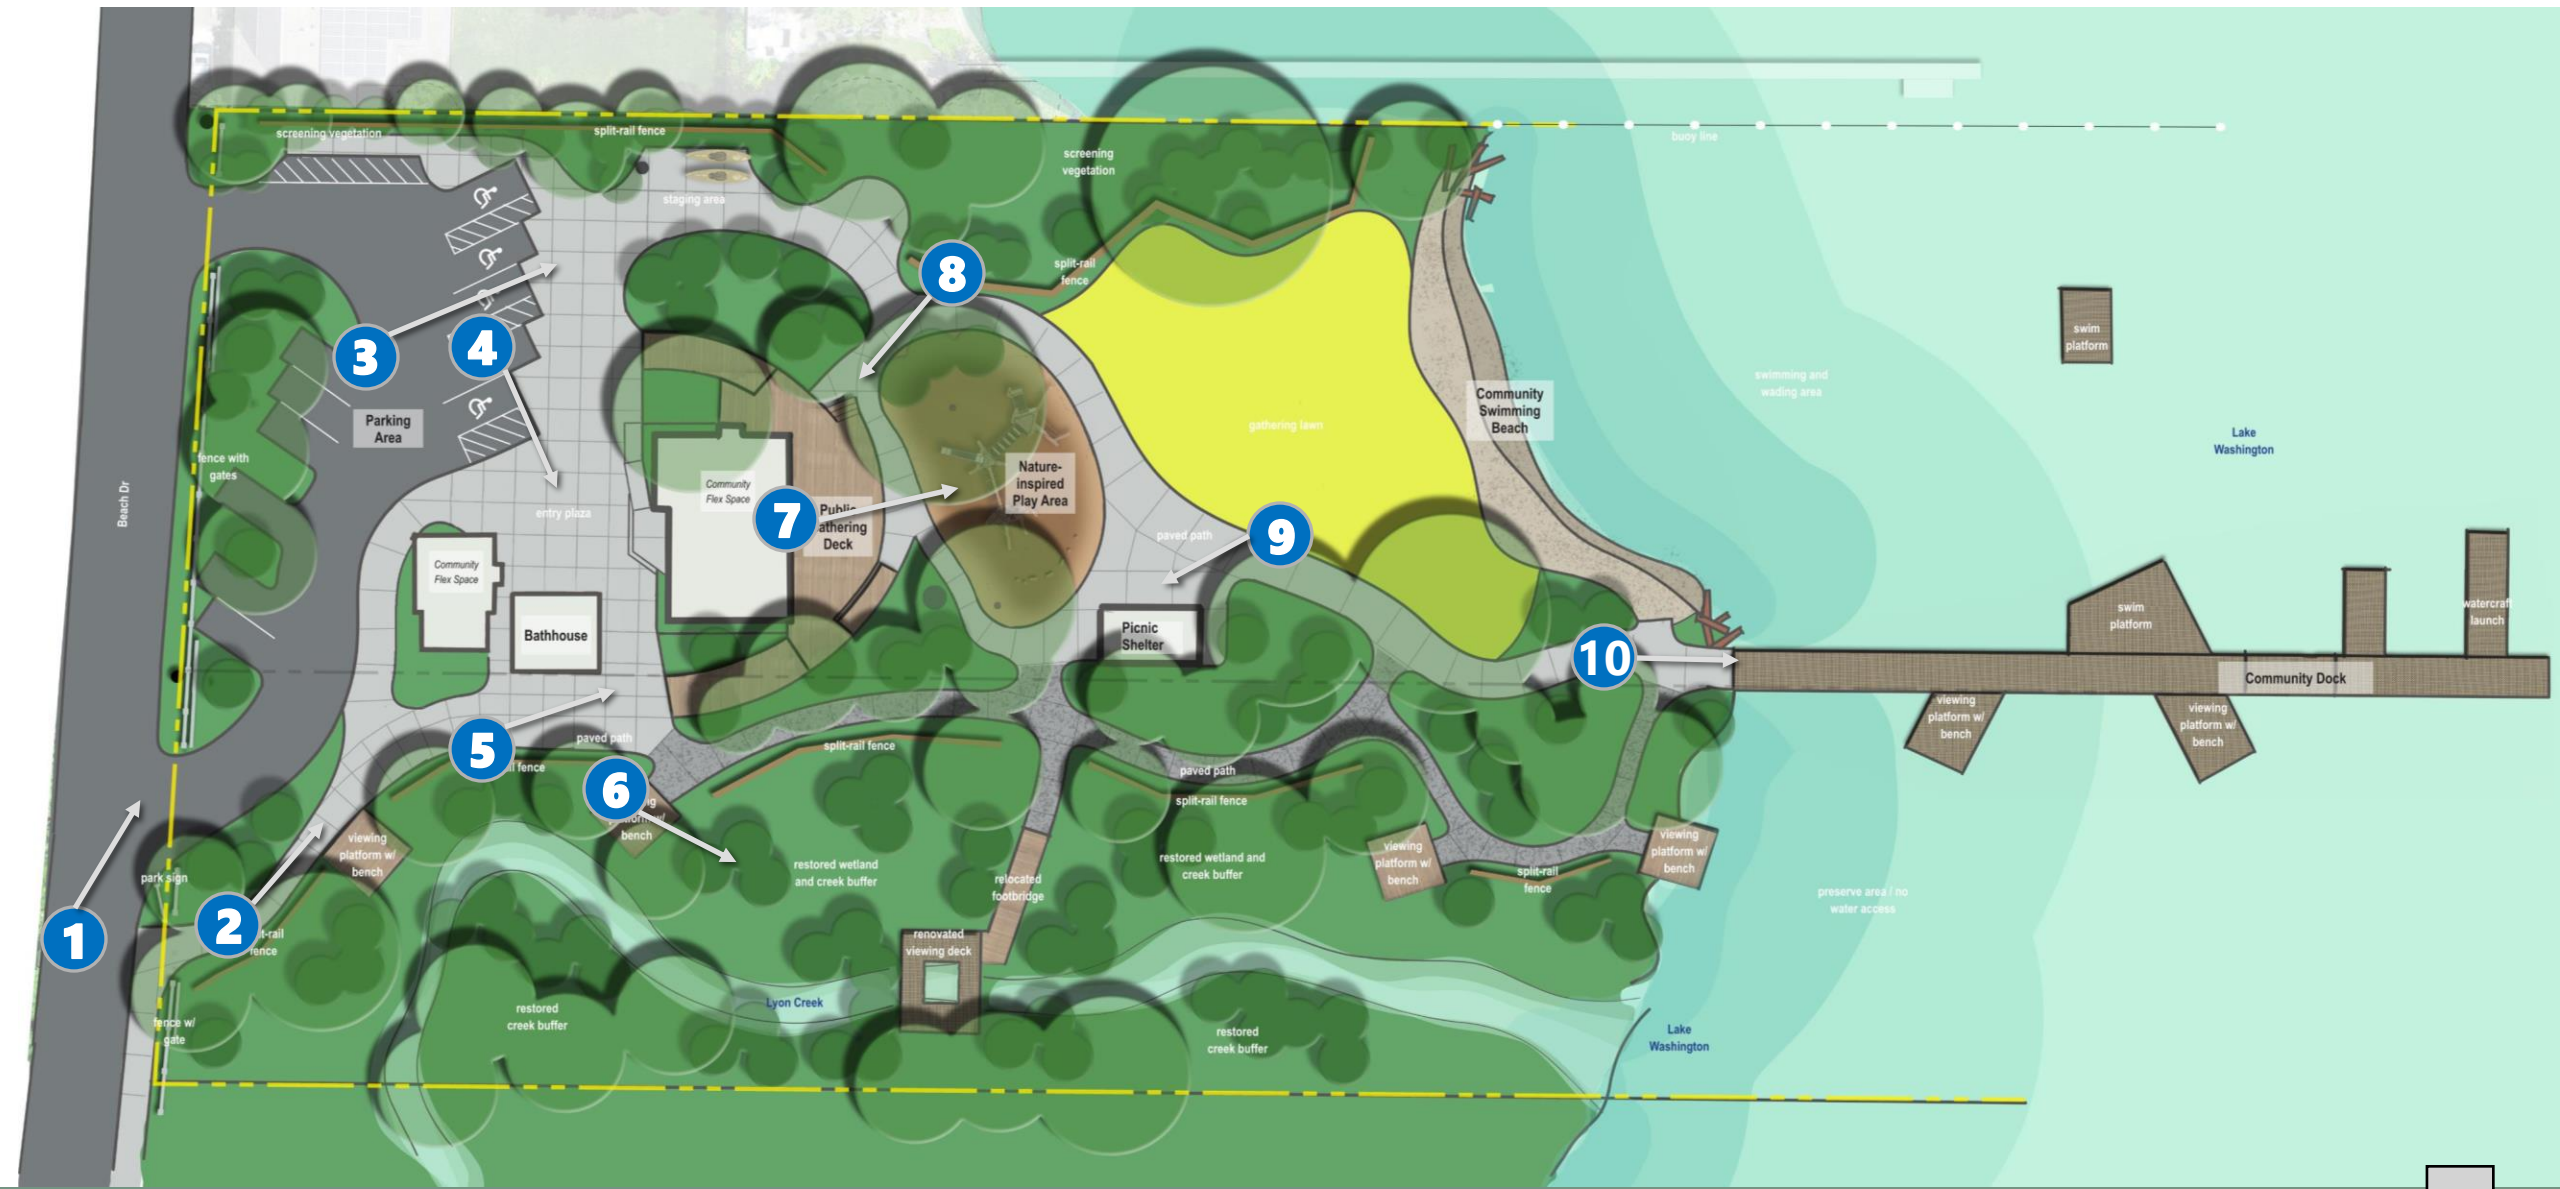 screening vegetation
split-rail fence
buoy line
screening
vegetation
staging area
8
split-rail
fence
swim
platform
3
4
swimming and
wading area
Community
Swimming
Beach
Parking
Area
gathering lawn
Lake
Washington
fence with
gates
Nature-
inspired
Play Area
Community
Flex Space
Beach Dr
entry plaza
7
Public
athering
Deck
9
paved path
Community
Flex Space
swim
platform
watercraft
launch
Bathhouse
Picnic
Shelter
10
Community Dock
viewing
platform w/
bench
viewing
platform w/
bench
5
paved path
split-rail fence
il fence
paved path
6
split-rail fence
bench
viewing
platform w/
bench
viewing
platform w/
bench
viewing
platform w/
bench
restored wetland
and creek buffer
restored wetland and
creek buffer
park sign
relocated
footbridge
split-rail
fence
preserve area / no
water access
1
2
it-rail
fence
renovated
viewing deck
Lyon Creek
restored
creek buffer
fence w/
gate
restored
creek buffer
Lake
Washington